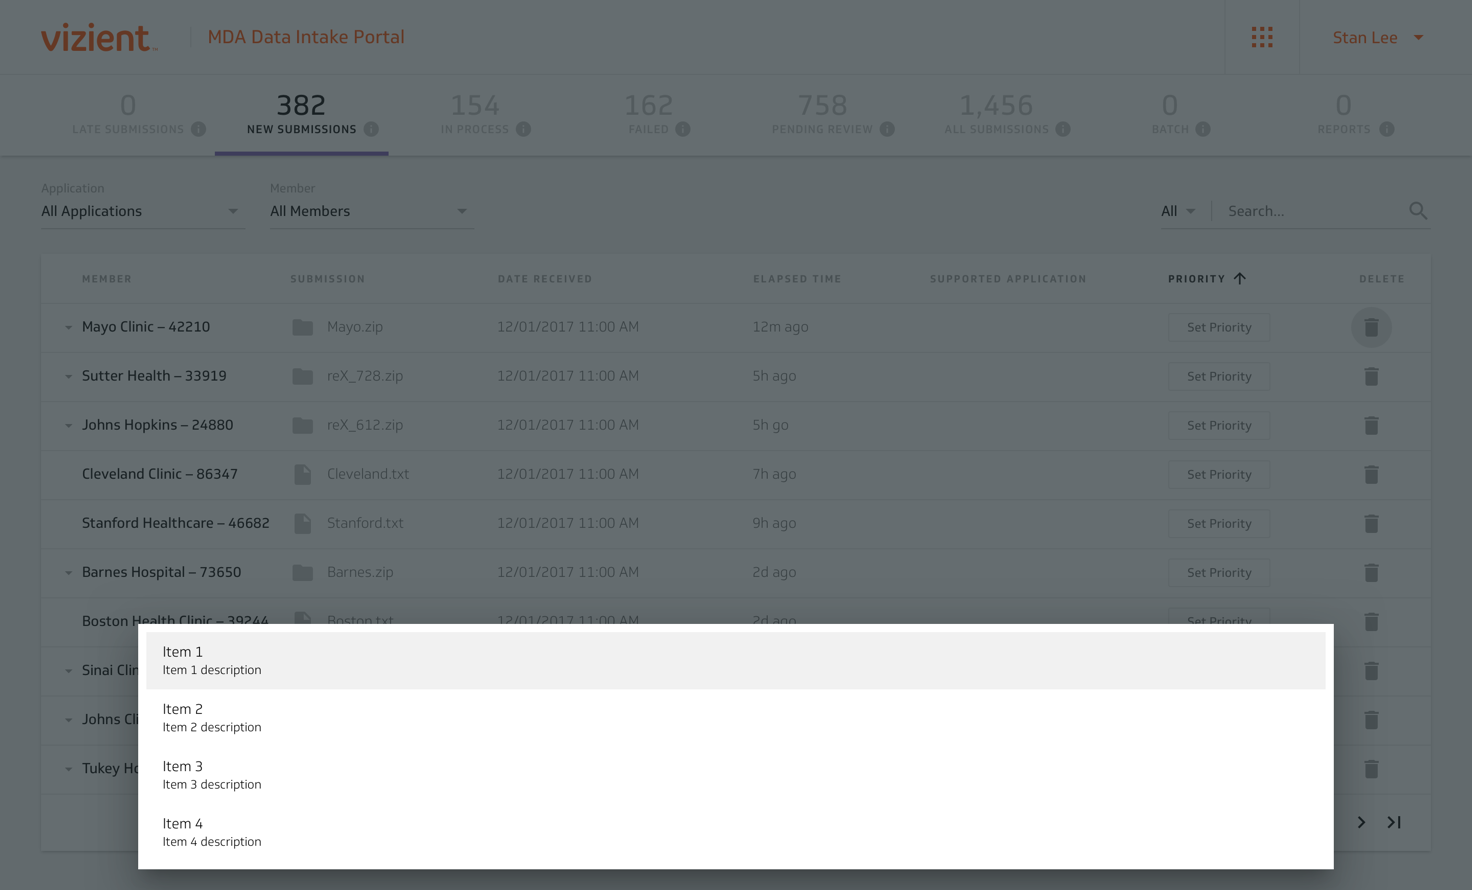 vizient™ MDA Data Intake Portal Stan Lee
0 382 154 162 758 1,456 0 0
LATE SUBMISSIONS NEW SUBMISSIONS IN PROCESS FAILED PENDING REVIEW ALL SUBMISSIONS BATCH REPORTS
Application Member
All Applications All Members All Search...
MEMBER SUBMISSION DATE RECEIVED ELAPSED TIME SUPPORTED APPLICATION PRIORITY DELETE
Mayo Clinic – 42210 Mayo.zip 12/01/2017 11:00 AM 12m ago Set Priority
Sutter Health – 33919 reX_728.zip 12/01/2017 11:00 AM 5h ago Set Priority
Johns Hopkins – 24880 reX_612.zip 12/01/2017 11:00 AM 5h go Set Priority
Cleveland Clinic – 86347 Cleveland.txt 12/01/2017 11:00 AM 7h ago Set Priority
Stanford Healthcare – 46682 Stanford.txt 12/01/2017 11:00 AM 9h ago Set Priority
Barnes Hospital – 73650 Barnes.zip 12/01/2017 11:00 AM 2d ago Set Priority
Boston Health Clinic – 39244 Boston.txt 12/01/2017 11:00 AM 2d ago Set Priority
Sinai Clin
Johns Cli
Tukey Ho
Item 1
Item 1 description
Item 2
Item 2 description
Item 3
Item 3 description
Item 4
Item 4 description